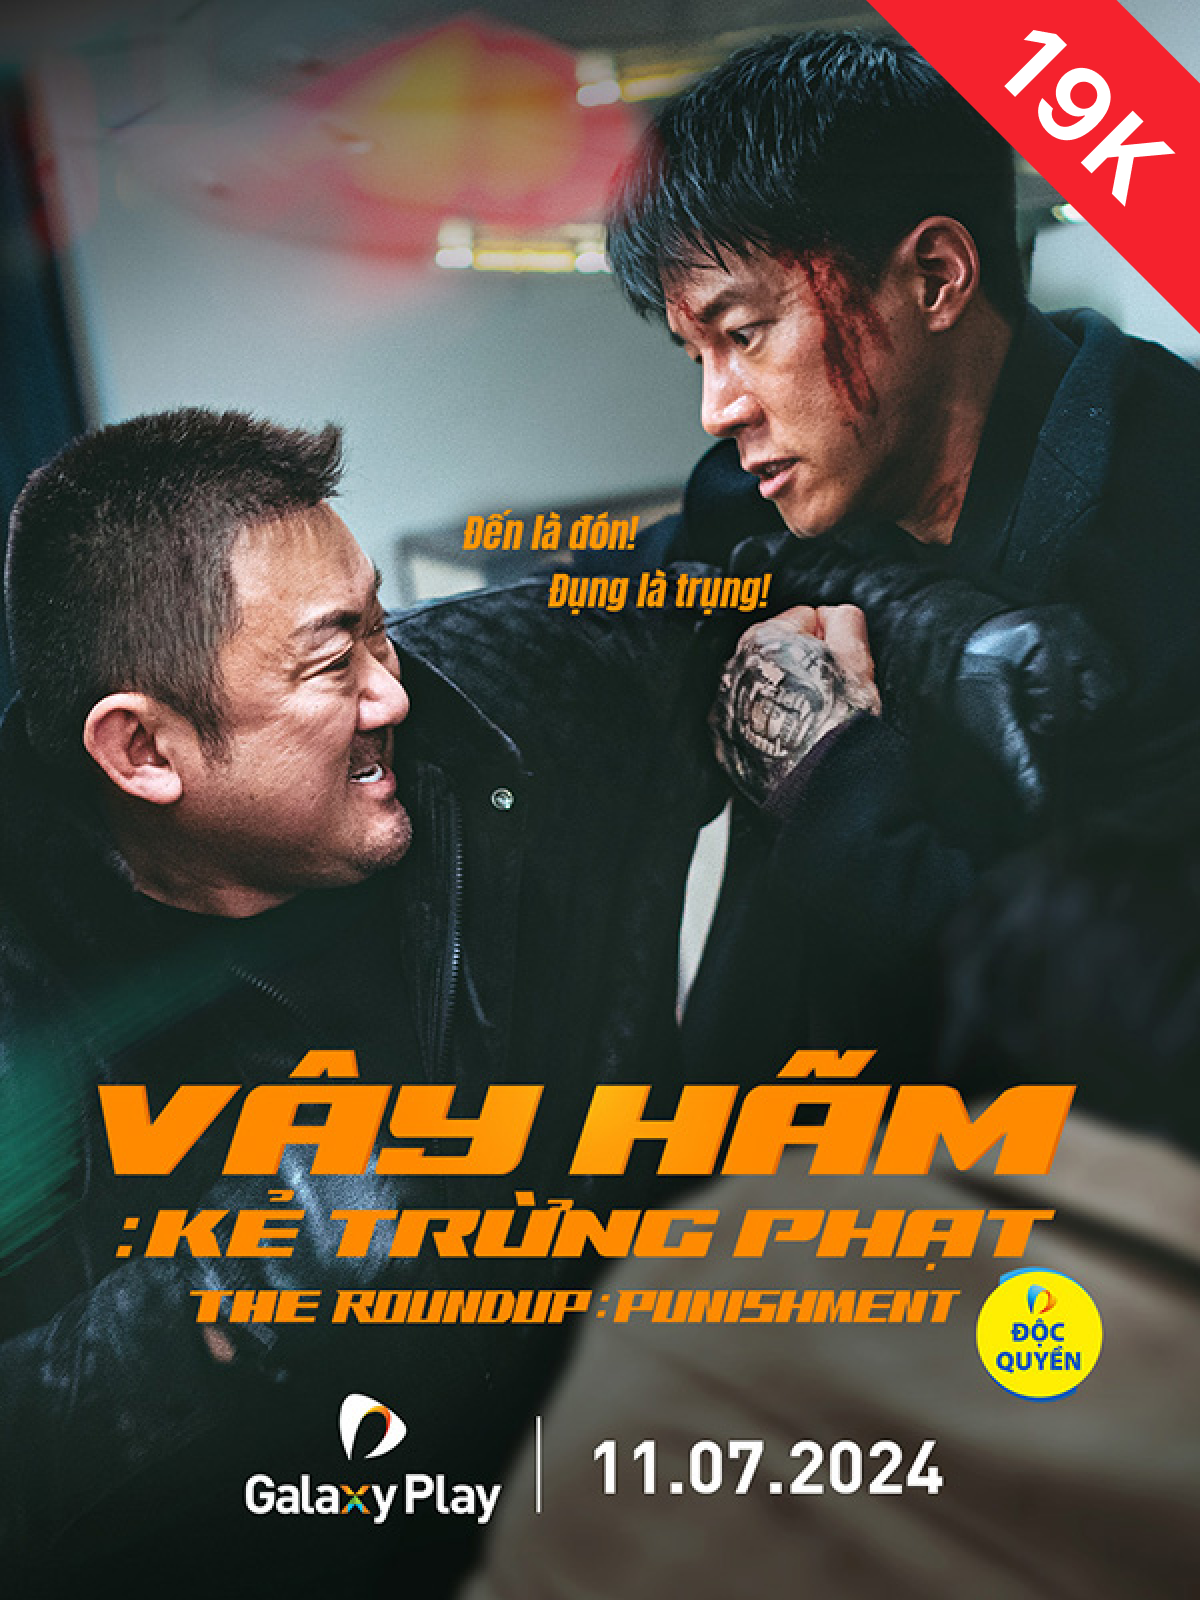 19K
Đến là đón!
Đụng là trụng!
VÂY HÃM
:KẺ TRỪNG PHẠT
THE ROUNDUP:PUNISHMENT
ĐỘC
QUYỀN
Galaxy Play
11.07.2024